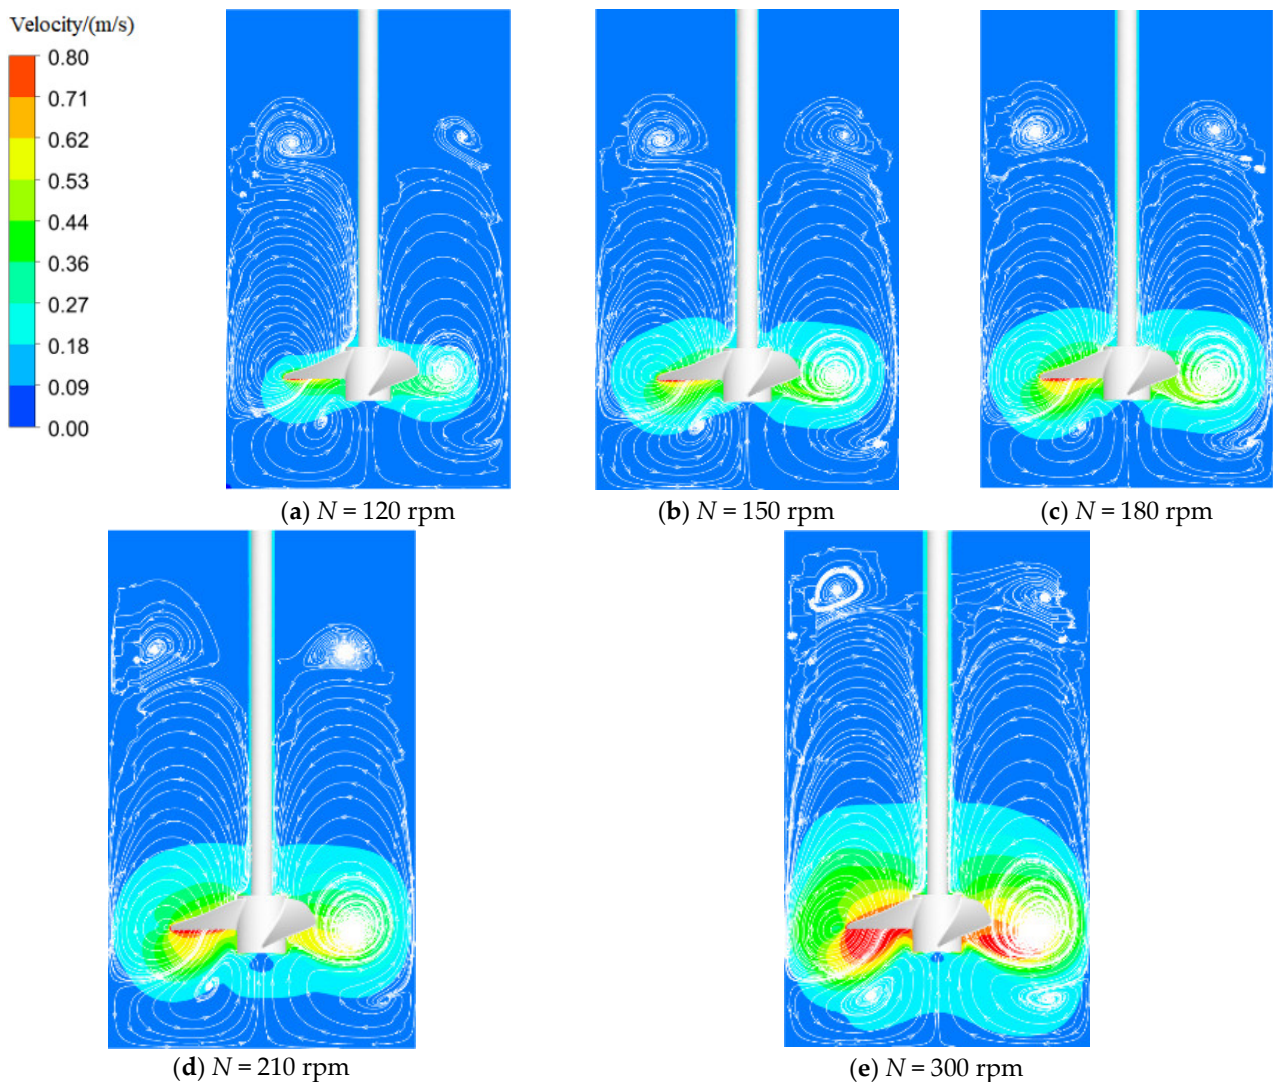 Velocity/(m/s)
0.80
0.71
0.62
0.53
0.44
0.36
0.27
0.18
0.09
0.00
(a) N = 120 rpm
(b) N = 150 rpm
(c) N = 180 rpm
(d) N = 210 rpm
(e) N = 300 rpm